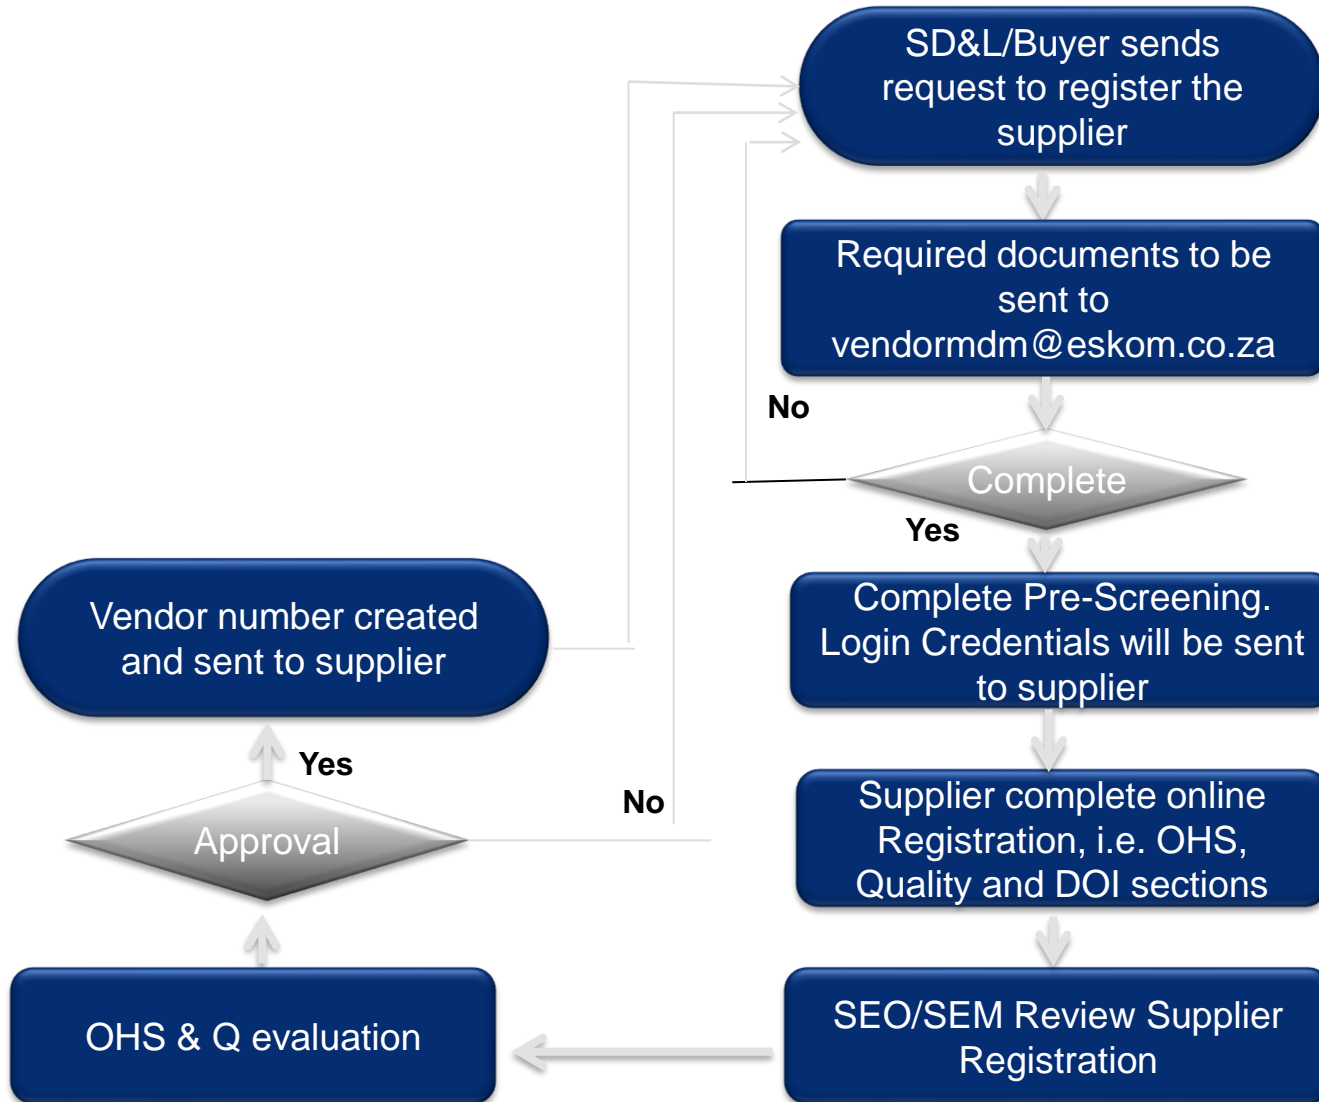 SD&L/Buyer sends
request to register the
supplier
Required documents to be
sent to
vendormdm@eskom.co.za
No
Complete
Yes
Complete Pre-Screening.
Login Credentials will be sent
to supplier
Supplier complete online
Registration, i.e. OHS,
Quality and DOI sections
SEO/SEM Review Supplier
Registration
OHS & Q evaluation
Approval
No
Yes
Vendor number created
and sent to supplier